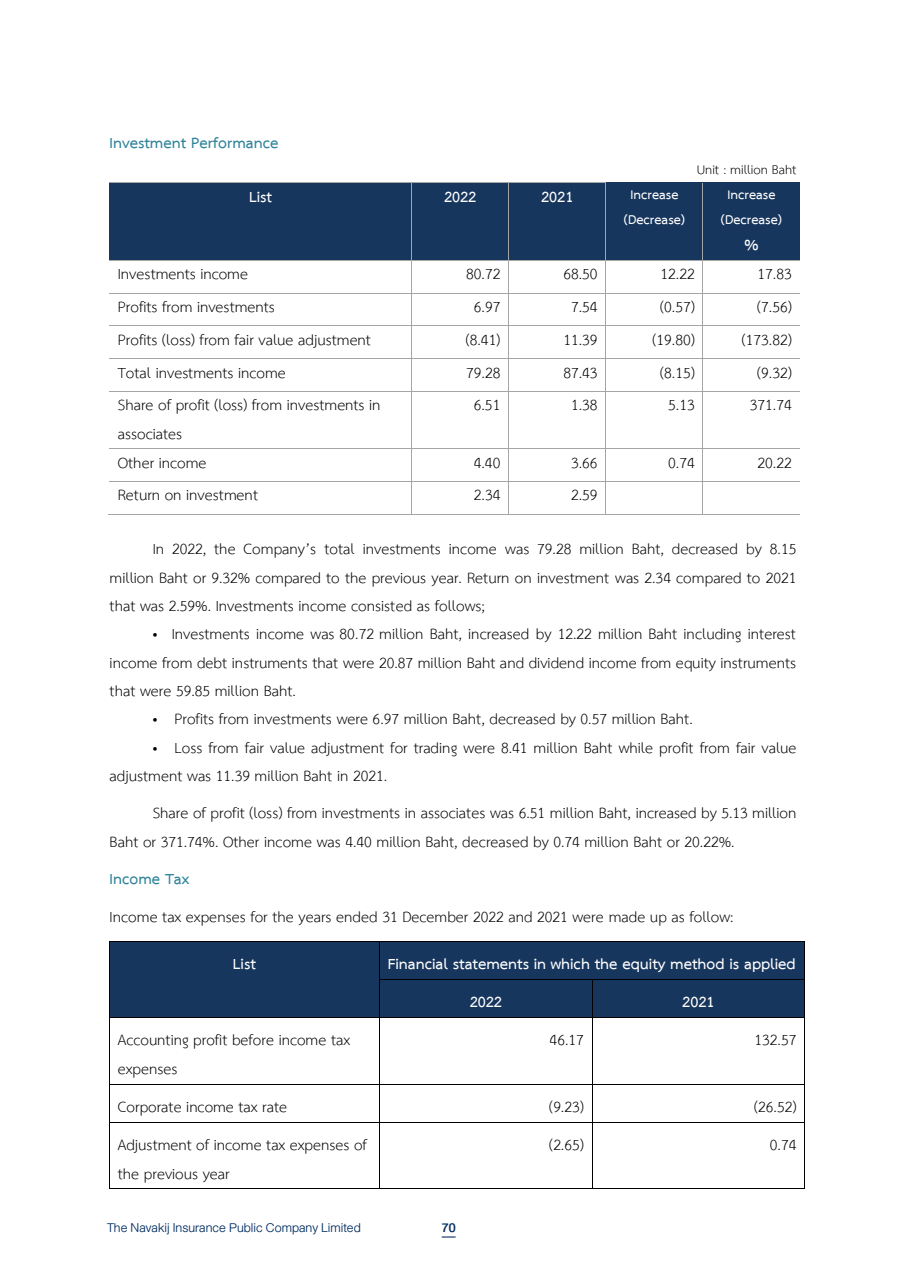 Investment Performance
Unit : million Baht
List 2022 2021 Increase (Decrease) Increase (Decrease) %
Investments income 80.72 68.50 12.22 17.83
Profits from investments 6.97 7.54 (0.57) (7.56)
Profits (loss) from fair value adjustment (8.41) 11.39 (19.80) (173.82)
Total investments income 79.28 87.43 (8.15) (9.32)
Share of profit (loss) from investments in 6.51 1.38 5.13 371.74
associates
Other income 4.40 3.66 0.74 20.22
Return on investment 2.34 2.59
In 2022, the Company's total investments income was 79.28 million Baht, decreased by 8.15
million Baht or 9.32% compared to the previous year. Return on investment was 2.34 compared to 2021
that was 2.59%. Investments income consisted as follows;
• Investments income was 80.72 million Baht, increased by 12.22 million Baht including interest
income from debt instruments that were 20.87 million Baht and dividend income from equity instruments
that were 59.85 million Baht.
• Profits from investments were 6.97 million Baht, decreased by 0.57 million Baht.
• Loss from fair value adjustment for trading were 8.41 million Baht while profit from fair value
adjustment was 11.39 million Baht in 2021.
Share of profit (loss) from investments in associates was 6.51 million Baht, increased by 5.13 million
Baht or 371.74%. Other income was 4.40 million Baht, decreased by 0.74 million Baht or 20.22%.
Income Tax
Income tax expenses for the years ended 31 December 2022 and 2021 were made up as follow:
List Financial statements in which the equity method is applied
2022 2021
Accounting profit before income tax 46.17 132.57
expenses
Corporate income tax rate (9.23) (26.52)
Adjustment of income tax expenses of (2.65) 0.74
the previous year
The Navakij Insurance Public Company Limited 70